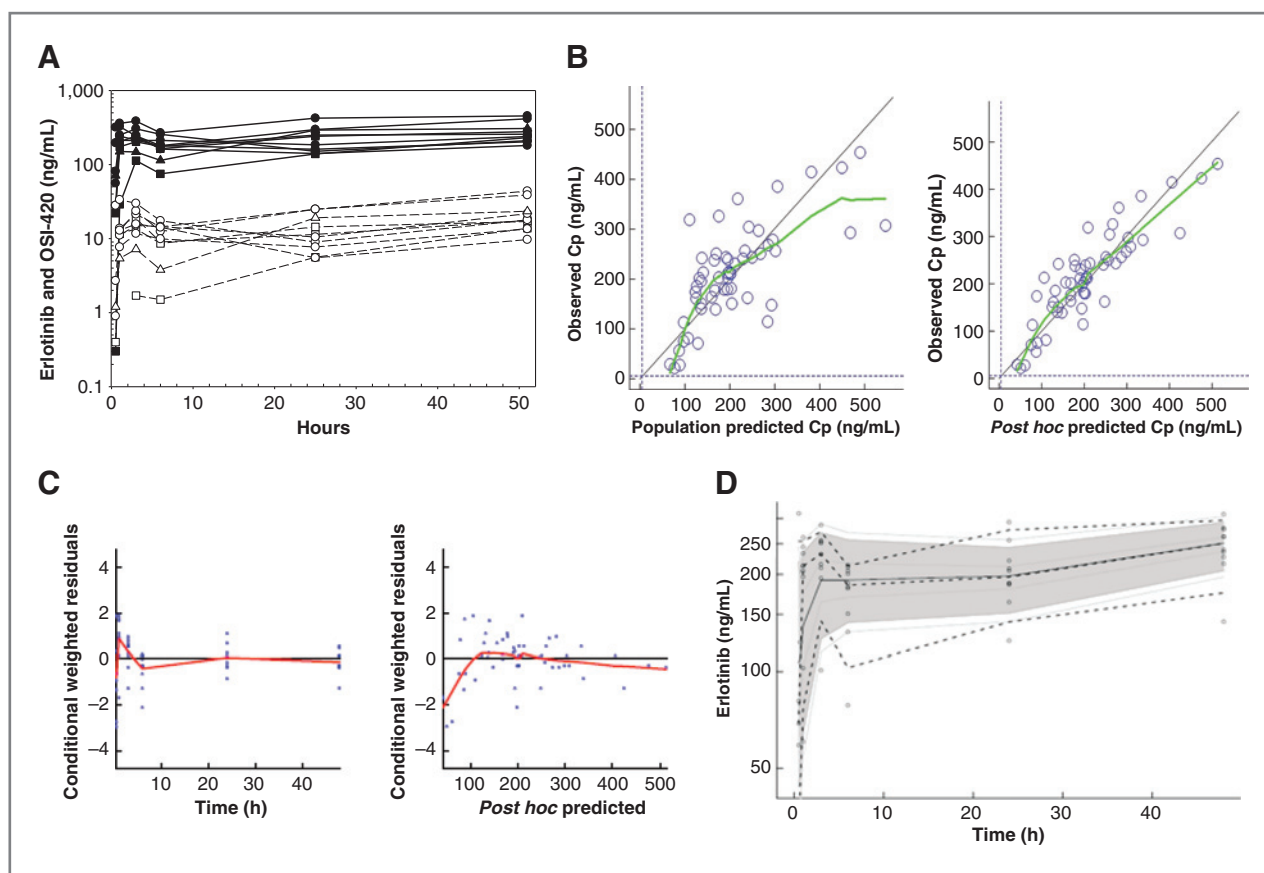 A
Erlotinib and OSI-420 (ng/mL)
1,000
100
10
1
0.1
0 10 20 30 40 50
Hours
B
Observed Cp (ng/mL)
500
400
300
200
100
0
0 100 200 300 400 500
Population predicted Cp (ng/mL)
Observed Cp (ng/mL)
500
400
300
200
100
0
0 100 200 300 400 500
Post hoc predicted Cp (ng/mL)
C
Conditional weighted residuals
4
2
0
−2
−4
10 20 30 40
Time (h)
Conditional weighted residuals
4
2
0
−2
−4
100 200 300 400 500
Post hoc predicted
D
Erlotinib (ng/mL)
250
200
150
100
50
0 10 20 40
Time (h)